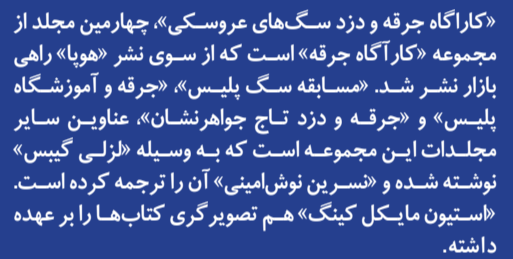 «کاراگاه جرقه و دزد سگ‌های عروسکی»، چهارمین مجلد از
مجموعه «کارآگاه جرقه» است که از سوی نشر «هوپا» راهی
بازار نشر شد. «مسابقه سگ پلیس»، «جرقه و آموزشگاه
پلیس» و «جرقه و دزد تاج جواهرنشان»، عناوین سایر
مجلدات این مجموعه است که به وسیله «لزلی گیبس»
نوشته شده و «نسرین نوش‌امینی» آن را ترجمه کرده است.
«استیون مایکل کینگ» هم تصویرگری کتاب‌ها را بر عهده
داشته.